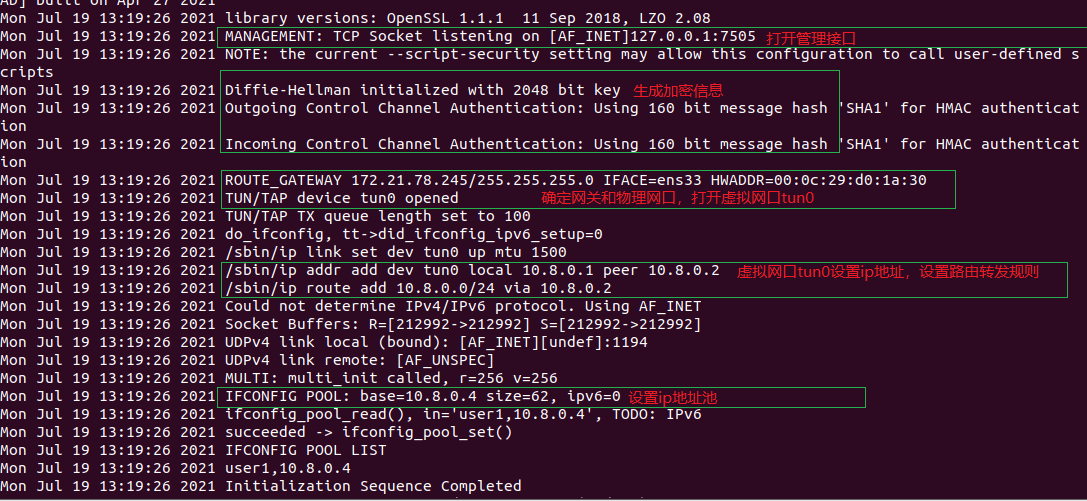 AD] built on Apr 27 2021
Mon Jul 19 13:19:26 2021 library versions: OpenSSL 1.1.1  11 Sep 2018, LZO 2.08
Mon Jul 19 13:19:26 2021 MANAGEMENT: TCP Socket listening on [AF_INET]127.0.0.1:7505 打开管理接口
Mon Jul 19 13:19:26 2021 NOTE: the current --script-security setting may allow this configuration to call user-defined s
cripts
Mon Jul 19 13:19:26 2021 Diffie-Hellman initialized with 2048 bit key 生成加密信息
Mon Jul 19 13:19:26 2021 Outgoing Control Channel Authentication: Using 160 bit message hash 'SHA1' for HMAC authenticat
ion
Mon Jul 19 13:19:26 2021 Incoming Control Channel Authentication: Using 160 bit message hash 'SHA1' for HMAC authenticat
ion
Mon Jul 19 13:19:26 2021 ROUTE_GATEWAY 172.21.78.245/255.255.255.0 IFACE=ens33 HWADDR=00:0c:29:d0:1a:30
Mon Jul 19 13:19:26 2021 TUN/TAP device tun0 opened 确定网关和物理网口，打开虚拟网口tun0
Mon Jul 19 13:19:26 2021 TUN/TAP TX queue length set to 100
Mon Jul 19 13:19:26 2021 do_ifconfig, tt->did_ifconfig_ipv6_setup=0
Mon Jul 19 13:19:26 2021 /sbin/ip link set dev tun0 up mtu 1500
Mon Jul 19 13:19:26 2021 /sbin/ip addr add dev tun0 local 10.8.0.1 peer 10.8.0.2 虚拟网口tun0设置ip地址，设置路由转发规则
Mon Jul 19 13:19:26 2021 /sbin/ip route add 10.8.0.0/24 via 10.8.0.2
Mon Jul 19 13:19:26 2021 Could not determine IPv4/IPv6 protocol. Using AF_INET
Mon Jul 19 13:19:26 2021 Socket Buffers: R=[212992->212992] S=[212992->212992]
Mon Jul 19 13:19:26 2021 UDPv4 link local (bound): [AF_INET][undef]:1194
Mon Jul 19 13:19:26 2021 UDPv4 link remote: [AF_UNSPEC]
Mon Jul 19 13:19:26 2021 MULTI: multi_init called, r=256 v=256
Mon Jul 19 13:19:26 2021 IFCONFIG POOL: base=10.8.0.4 size=62, ipv6=0 设置ip地址池
Mon Jul 19 13:19:26 2021 ifconfig_pool_read(), in='user1,10.8.0.4', TODO: IPv6
Mon Jul 19 13:19:26 2021 succeeded -> ifconfig_pool_set()
Mon Jul 19 13:19:26 2021 IFCONFIG POOL LIST
Mon Jul 19 13:19:26 2021 user1,10.8.0.4
Mon Jul 19 13:19:26 2021 Initialization Sequence Completed